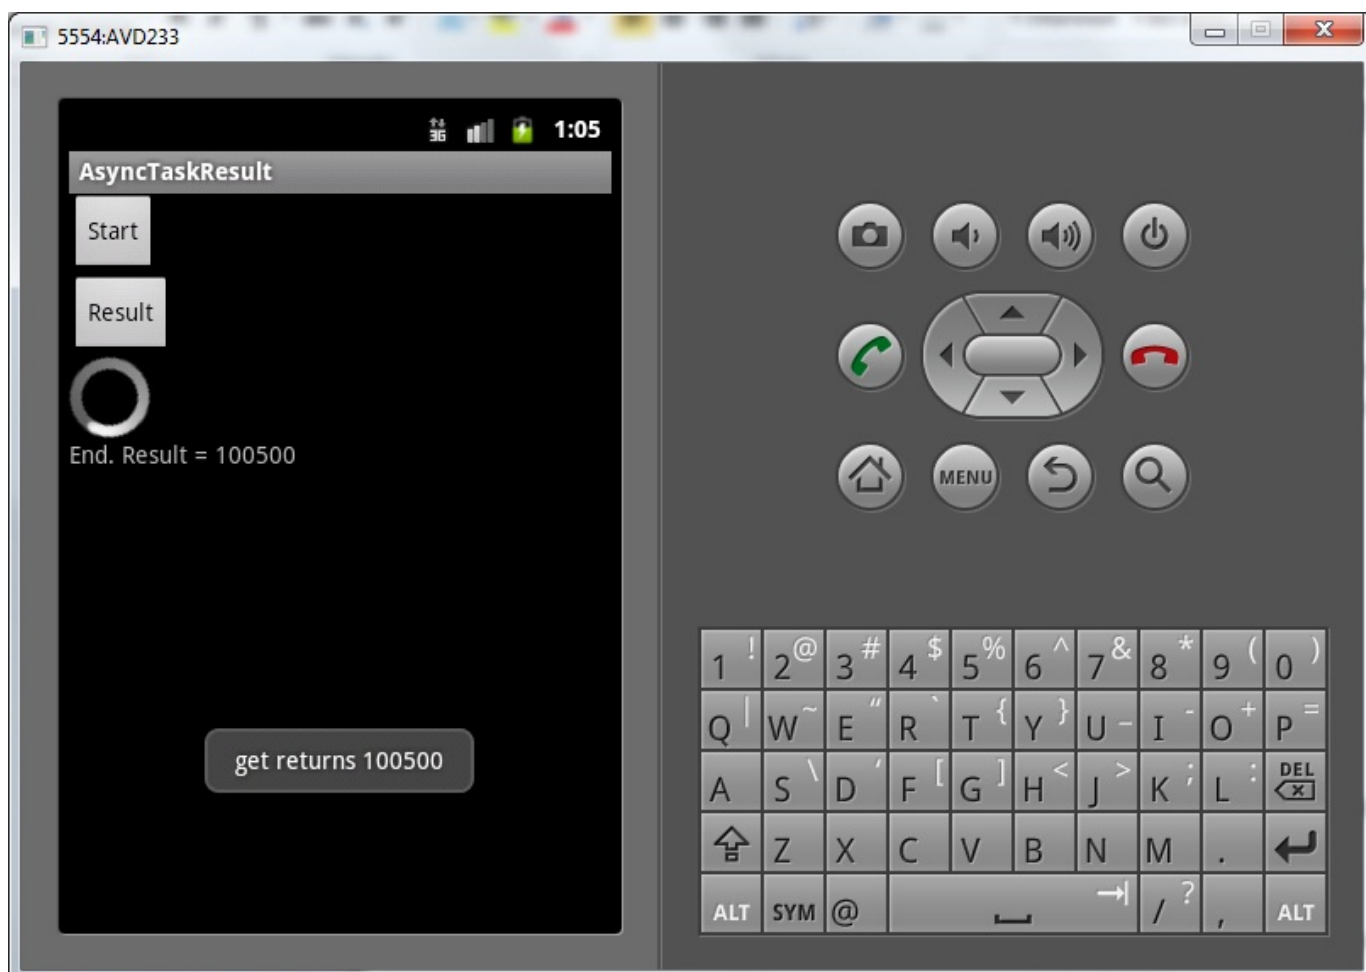 5554:AVD233
3G 1:05
AsyncTaskResult
Start
Result
End. Result = 100500
get returns 100500
MENU
1 ! 2 @ 3 # 4 $ 5 % 6 ^ 7 & 8 * 9 ( 0 )
Q | W ~ E " R ` T { Y } U _ I - O + P =
A S \ D ' F [ G ] H < J > K ; L : DEL
Z X C V B N M .
ALT SYM @ / ? , ALT